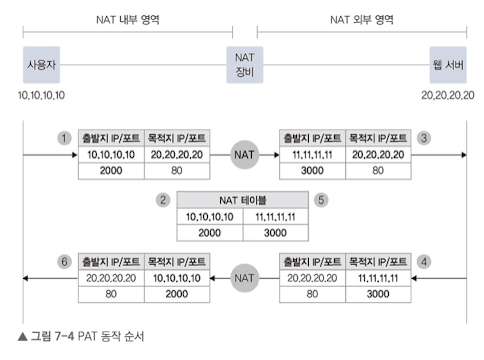 NAT 내부 영역 NAT 외부 영역
사용자 NAT 장비 웹 서버
10.10.10.10 20.20.20.20
① 출발지 IP/포트 목적지 IP/포트 출발지 IP/포트 목적지 IP/포트 ③
10.10.10.10 20.20.20.20 NAT 11.11.11.11 20.20.20.20
2000 80 3000 80
② NAT 테이블 ⑤
10.10.10.10 11.11.11.11
2000 3000
⑥ 출발지 IP/포트 목적지 IP/포트 출발지 IP/포트 목적지 IP/포트 ④
20.20.20.20 10.10.10.10 NAT 20.20.20.20 11.11.11.11
80 2000 80 3000
▲ 그림 7-4 PAT 동작 순서